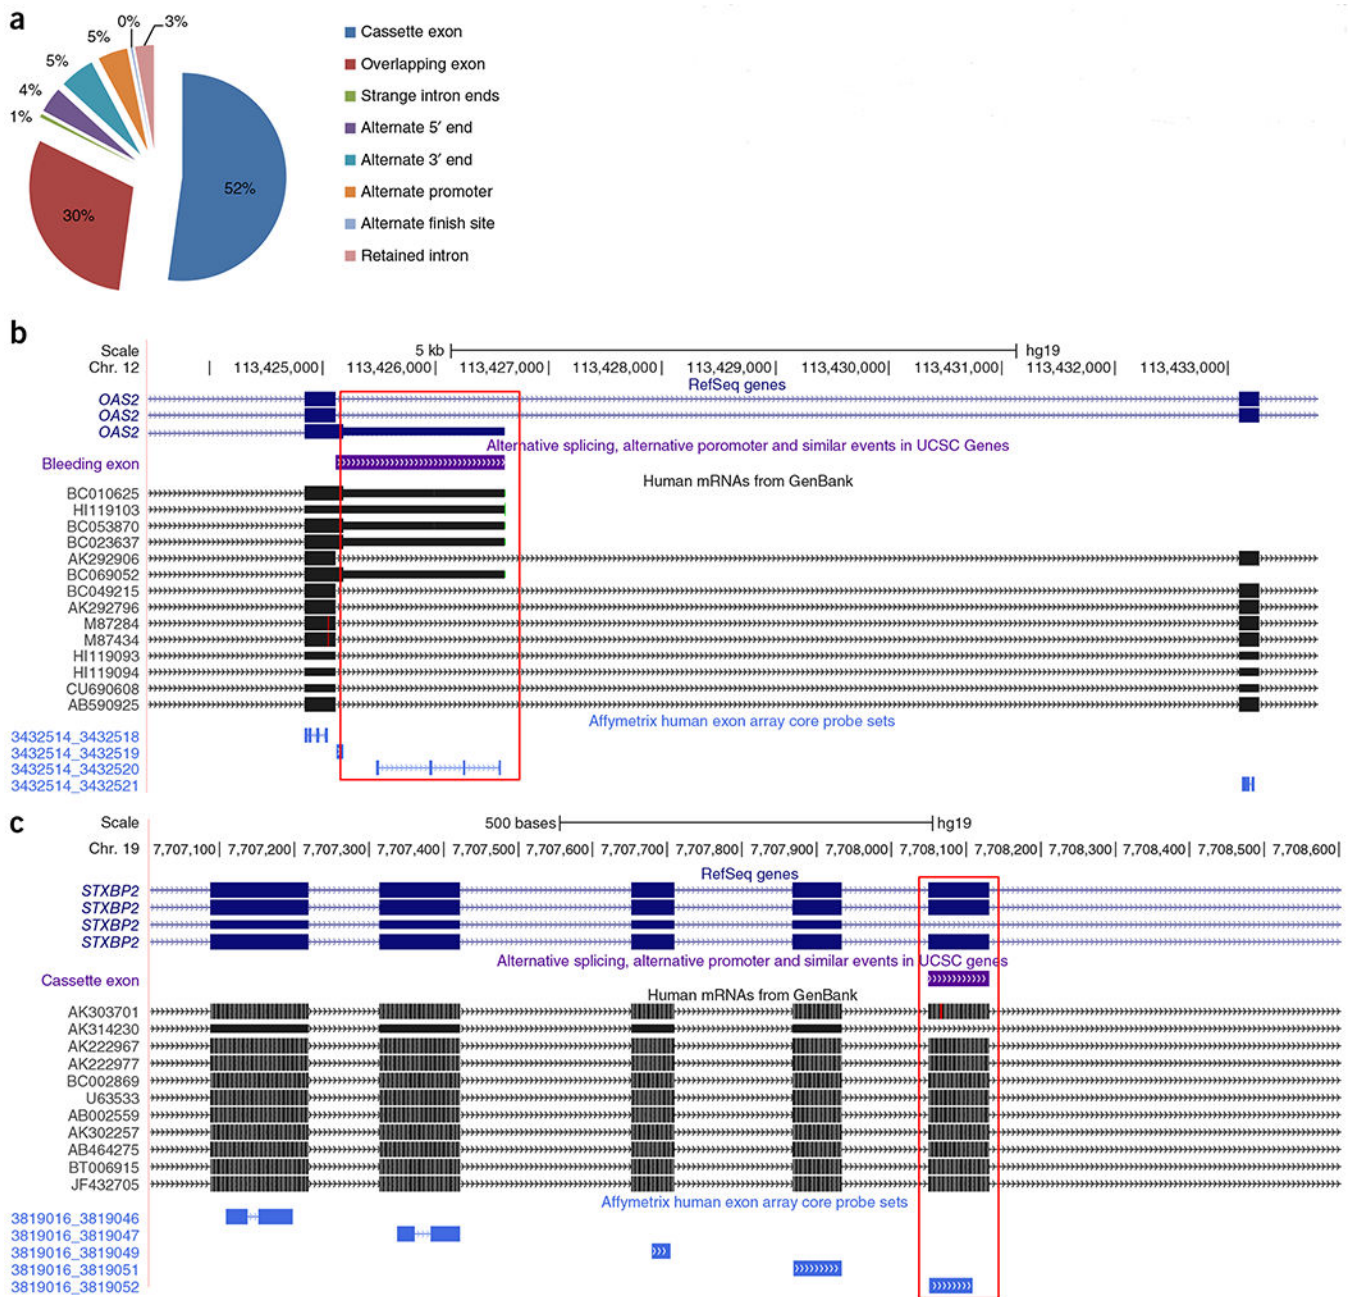 a
0%
3%
5%
5%
4%
1%
30%
52%
Cassette exon
Overlapping exon
Strange intron ends
Alternate 5′ end
Alternate 3′ end
Alternate promoter
Alternate finish site
Retained intron
b
Scale 5 kb hg19
Chr. 12 113,425,000 113,426,000 113,427,000 113,428,000 113,429,000 113,430,000 113,431,000 113,432,000 113,433,000
RefSeq genes
OAS2
OAS2
OAS2
Alternative splicing, alternative poromoter and similar events in UCSC Genes
Bleeding exon
Human mRNAs from GenBank
BC010625
HI119103
BC053870
BC023637
AK292906
BC069052
BC049215
AK292796
M87284
M87434
HI119093
HI119094
CU690608
AB590925
Affymetrix human exon array core probe sets
3432514_3432518
3432514_3432519
3432514_3432520
3432514_3432521
c
Scale 500 bases hg19
Chr. 19 7,707,100 7,707,200 7,707,300 7,707,400 7,707,500 7,707,600 7,707,700 7,707,800 7,707,900 7,708,000 7,708,100 7,708,200 7,708,300 7,708,400 7,708,500 7,708,600
RefSeq genes
STXBP2
STXBP2
STXBP2
STXBP2
Alternative splicing, alternative promoter and similar events in UCSC genes
Cassette exon
Human mRNAs from GenBank
AK303701
AK314230
AK222967
AK222977
BC002869
U63533
AB002559
AK302257
AB464275
BT006915
JF432705
Affymetrix human exon array core probe sets
3819016_3819046
3819016_3819047
3819016_3819049
3819016_3819051
3819016_3819052